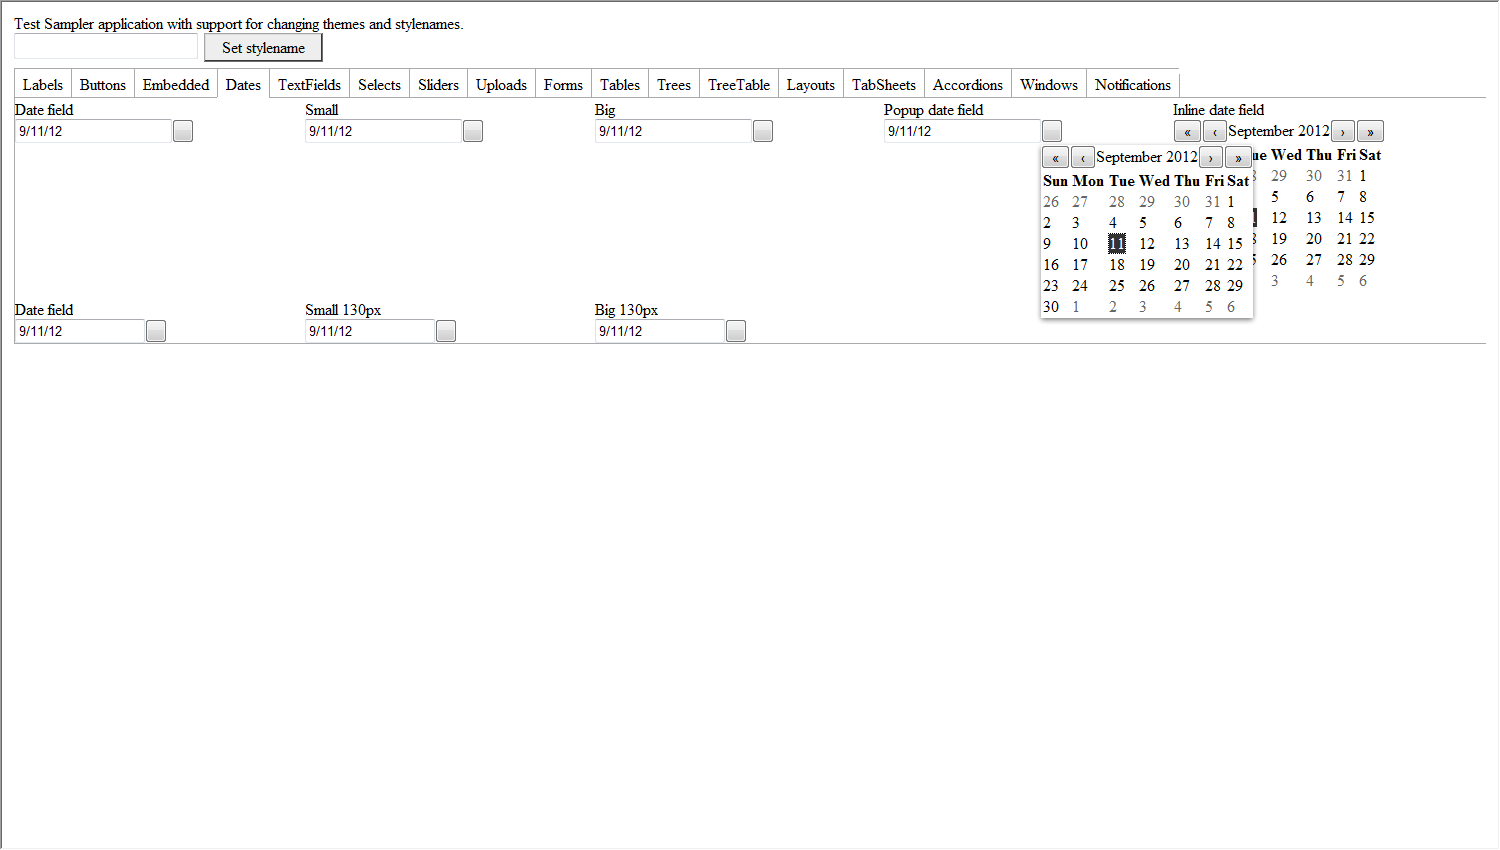 Test Sampler application with support for changing themes and stylenames.
Set stylename
Labels Buttons Embedded Dates TextFields Selects Sliders Uploads Forms Tables Trees TreeTable Layouts TabSheets Accordions Windows Notifications
Date field Small Big Popup date field Inline date field
9/11/12 9/11/12 9/11/12 9/11/12 « ‹ September 2012 › »
« ‹ September 2012 › »
Sun Mon Tue Wed Thu Fri Sat
26 27 28 29 30 31 1
2 3 4 5 6 7 8
9 10 11 12 13 14 15
16 17 18 19 20 21 22
23 24 25 26 27 28 29
30 1 2 3 4 5 6
Wed Thu Fri Sat
29 30 31 1
5 6 7 8
12 13 14 15
19 20 21 22
26 27 28 29
3 4 5 6
Date field Small 130px Big 130px
9/11/12 9/11/12 9/11/12